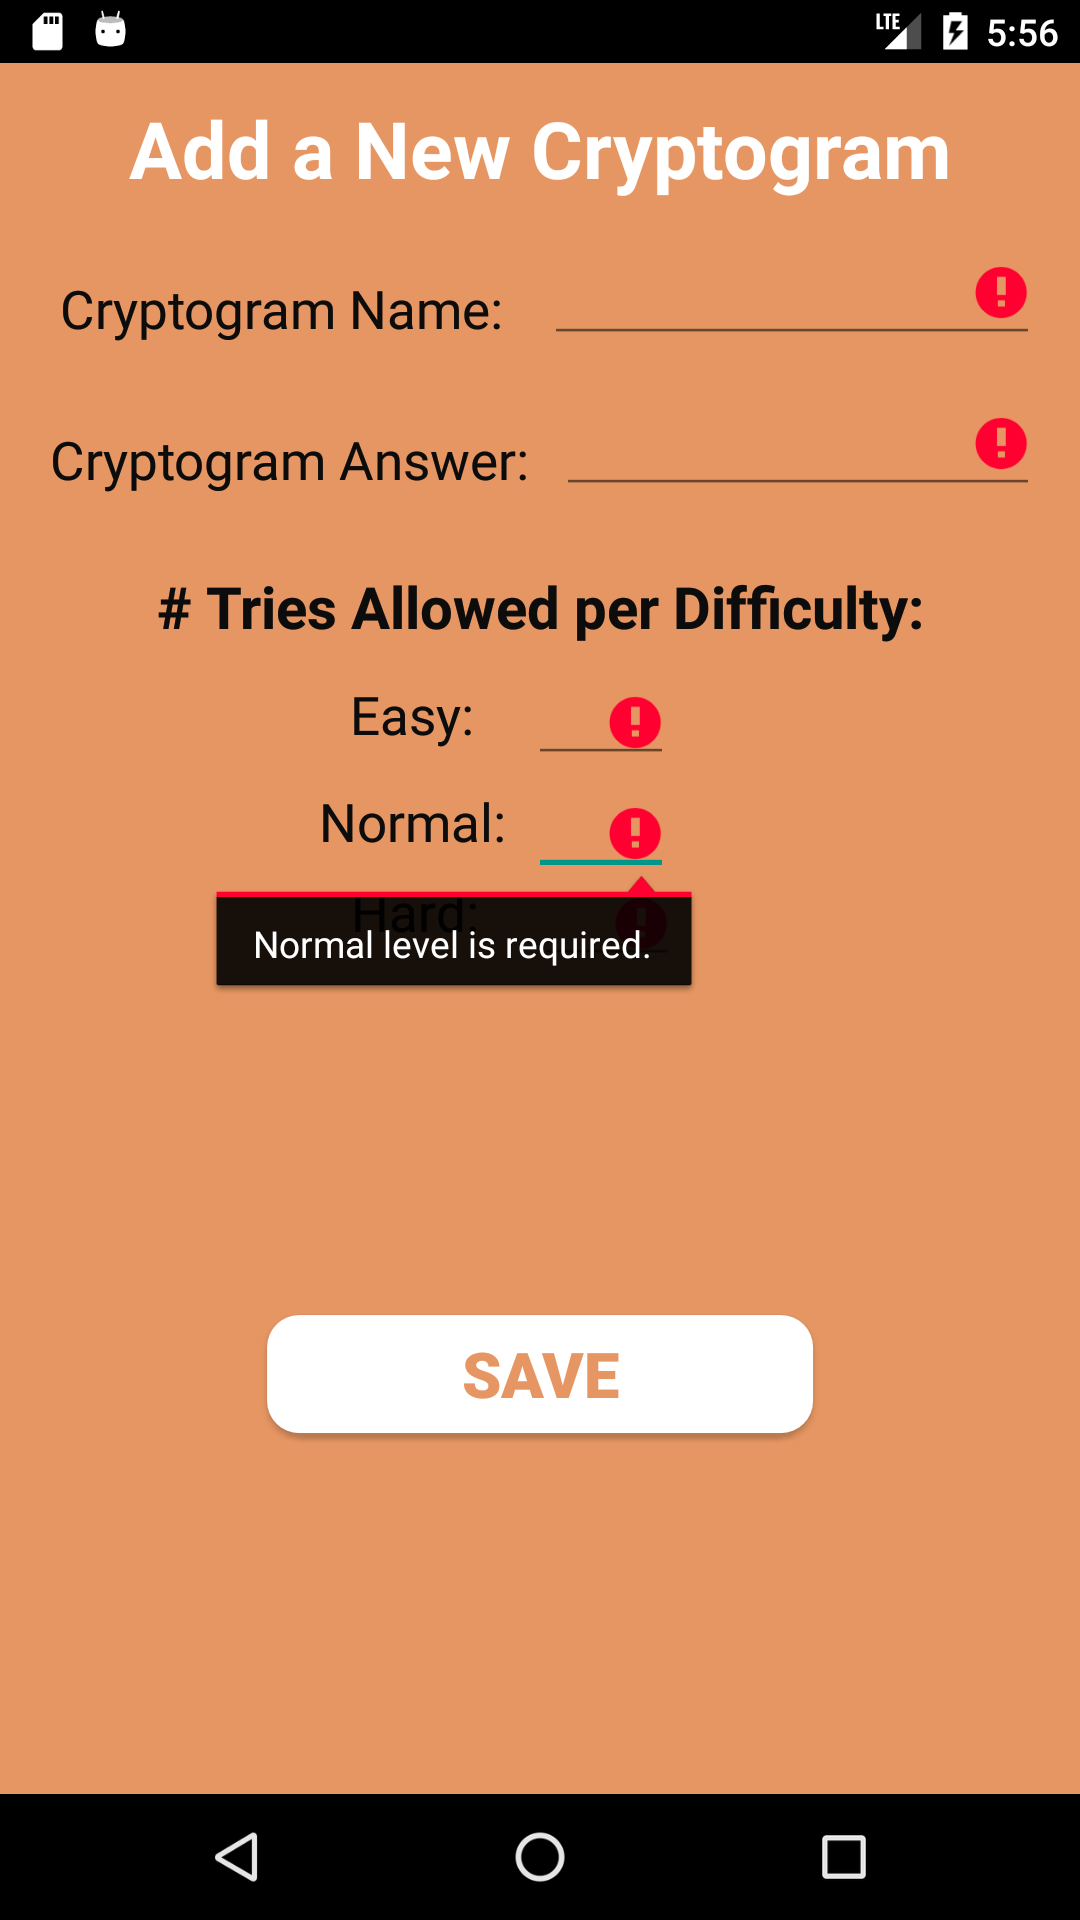 LTE 5:56
Add a New Cryptogram
Cryptogram Name:
Cryptogram Answer:
# Tries Allowed per Difficulty:
Easy:
Normal:
Hard:
Normal level is required.
SAVE